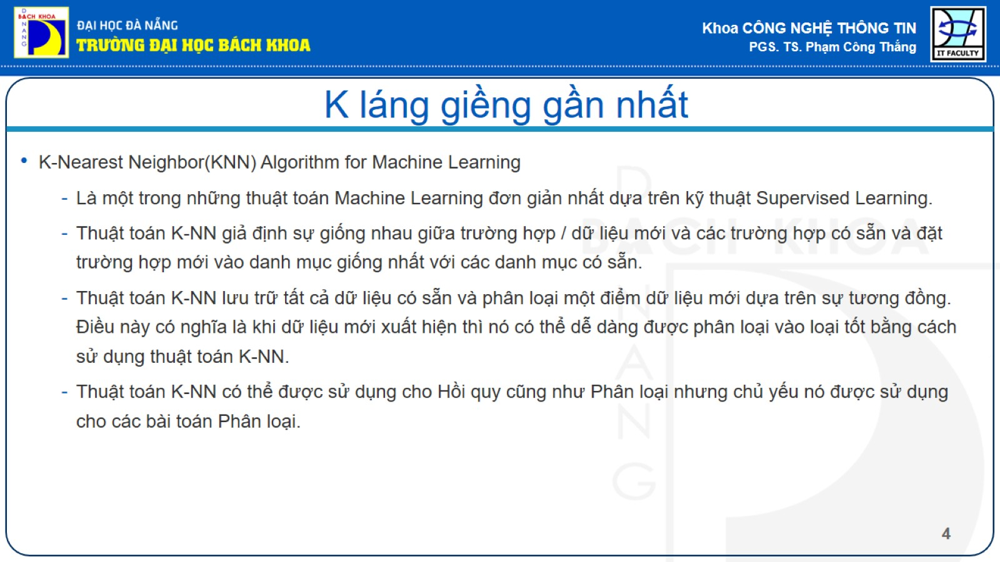 D
BACH KHOA
N
A
N
G
ĐẠI HỌC ĐÀ NẴNG
TRƯỜNG ĐẠI HỌC BÁCH KHOA
Khoa CÔNG NGHỆ THÔNG TIN
PGS. TS. Phạm Công Thắng
IT FACULTY
K láng giềng gần nhất
• K-Nearest Neighbor(KNN) Algorithm for Machine Learning
- Là một trong những thuật toán Machine Learning đơn giản nhất dựa trên kỹ thuật Supervised Learning.
- Thuật toán K-NN giả định sự giống nhau giữa trường hợp / dữ liệu mới và các trường hợp có sẵn và đặt
trường hợp mới vào danh mục giống nhất với các danh mục có sẵn.
- Thuật toán K-NN lưu trữ tất cả dữ liệu có sẵn và phân loại một điểm dữ liệu mới dựa trên sự tương đồng.
Điều này có nghĩa là khi dữ liệu mới xuất hiện thì nó có thể dễ dàng được phân loại vào loại tốt bằng cách
sử dụng thuật toán K-NN.
- Thuật toán K-NN có thể được sử dụng cho Hồi quy cũng như Phân loại nhưng chủ yếu nó được sử dụng
cho các bài toán Phân loại.
D
BACH KHOA
N
A
N
G
4